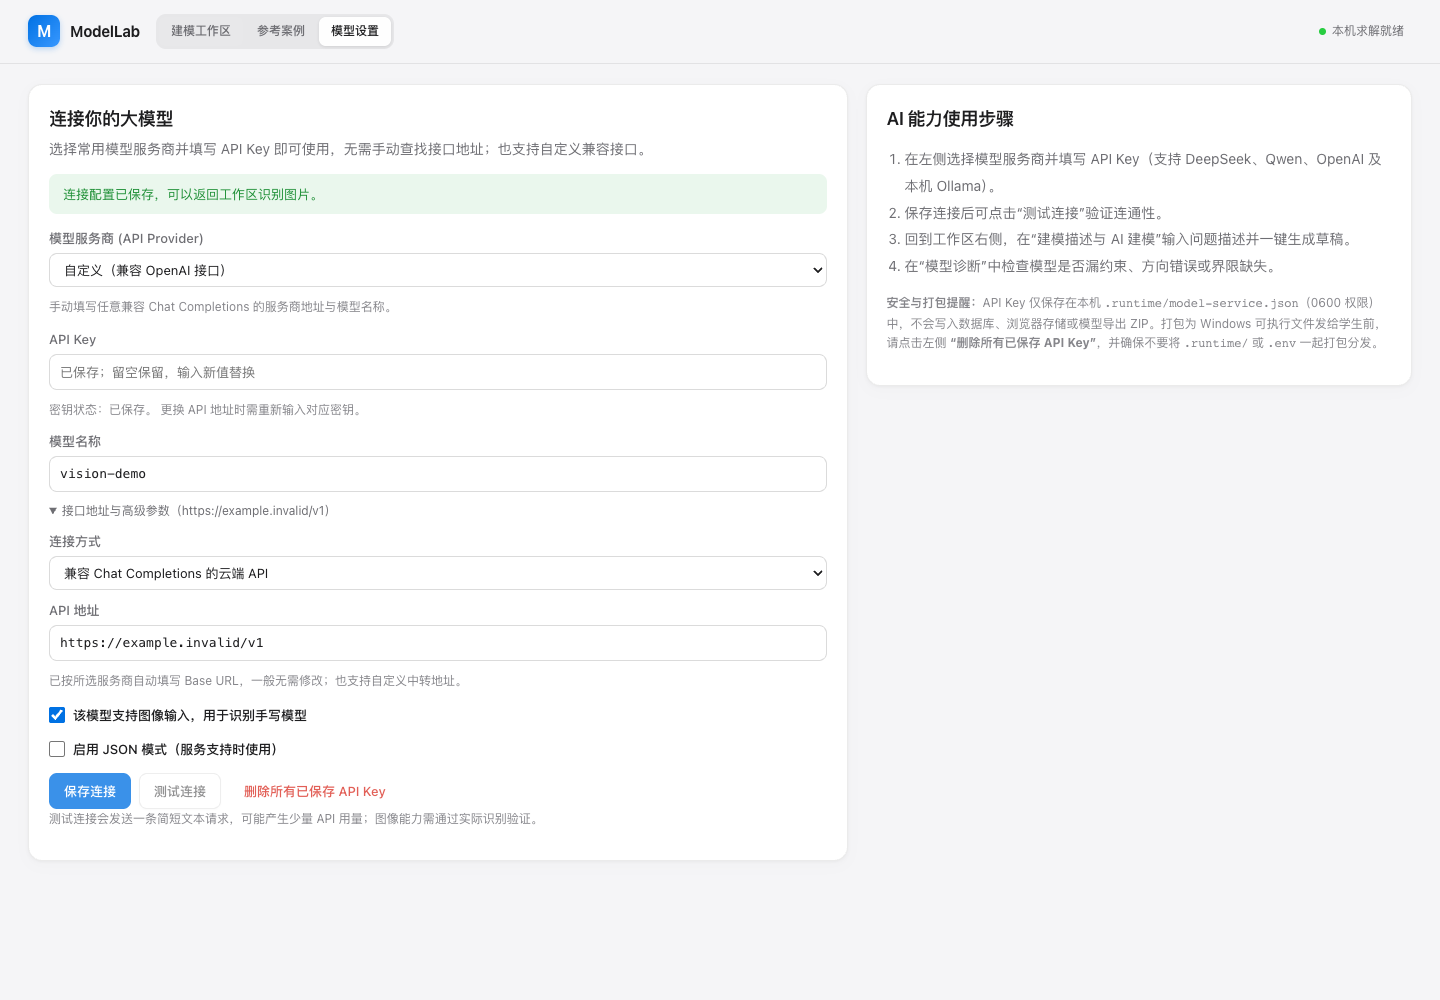 M ModelLab 建模工作区 参考案例 模型设置 本机求解就绪
连接你的大模型
选择常用模型服务商并填写 API Key 即可使用，无需手动查找接口地址；也支持自定义兼容接口。
连接配置已保存，可以返回工作区识别图片。
模型服务商 (API Provider)
自定义（兼容 OpenAI 接口）
手动填写任意兼容 Chat Completions 的服务商地址与模型名称。
API Key
已保存；留空保留，输入新值替换
密钥状态：已保存。 更换 API 地址时需重新输入对应密钥。
模型名称
vision-demo
▼ 接口地址与高级参数（https://example.invalid/v1）
连接方式
兼容 Chat Completions 的云端 API
API 地址
https://example.invalid/v1
已按所选服务商自动填写 Base URL，一般无需修改；也支持自定义中转地址。
该模型支持图像输入，用于识别手写模型
启用 JSON 模式（服务支持时使用）
保存连接 测试连接 删除所有已保存 API Key
测试连接会发送一条简短文本请求，可能产生少量 API 用量；图像能力需通过实际识别验证。
AI 能力使用步骤
1. 在左侧选择模型服务商并填写 API Key（支持 DeepSeek、Qwen、OpenAI 及
本机 Ollama）。
2. 保存连接后可点击“测试连接”验证连通性。
3. 回到工作区右侧，在“建模描述与 AI 建模”输入问题描述并一键生成草稿。
4. 在“模型诊断”中检查模型是否漏约束、方向错误或界限缺失。
安全与打包提醒：API Key 仅保存在本机 .runtime/model-service.json（0600 权限）
中，不会写入数据库、浏览器存储或模型导出 ZIP。打包为 Windows 可执行文件发给学生前，
请点击左侧 “删除所有已保存 API Key”，并确保不要将 .runtime/ 或 .env 一起打包分发。